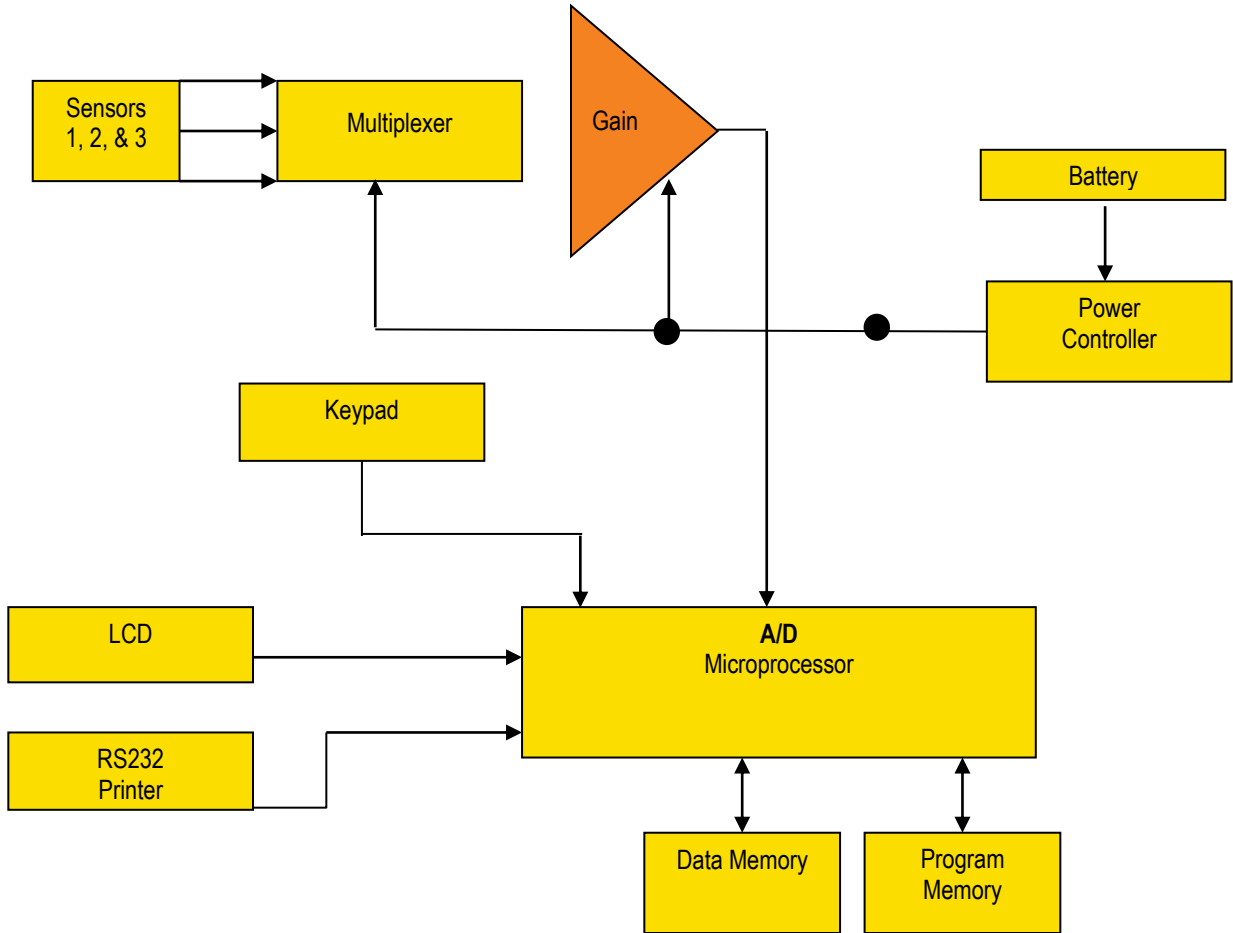 Sensors
1, 2, & 3
Multiplexer
Gain
Battery
Power
Controller
Keypad
LCD
A/D
Microprocessor
RS232
Printer
Data Memory
Program
Memory